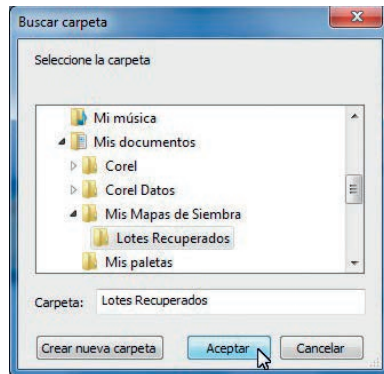 Buscar carpeta
Seleccione la carpeta
Mi música
Mis documentos
Corel
Corel Datos
Mis Mapas de Siembra
Lotes Recuperados
Mis paletas
Carpeta: Lotes Recuperados
Crear nueva carpeta Aceptar Cancelar